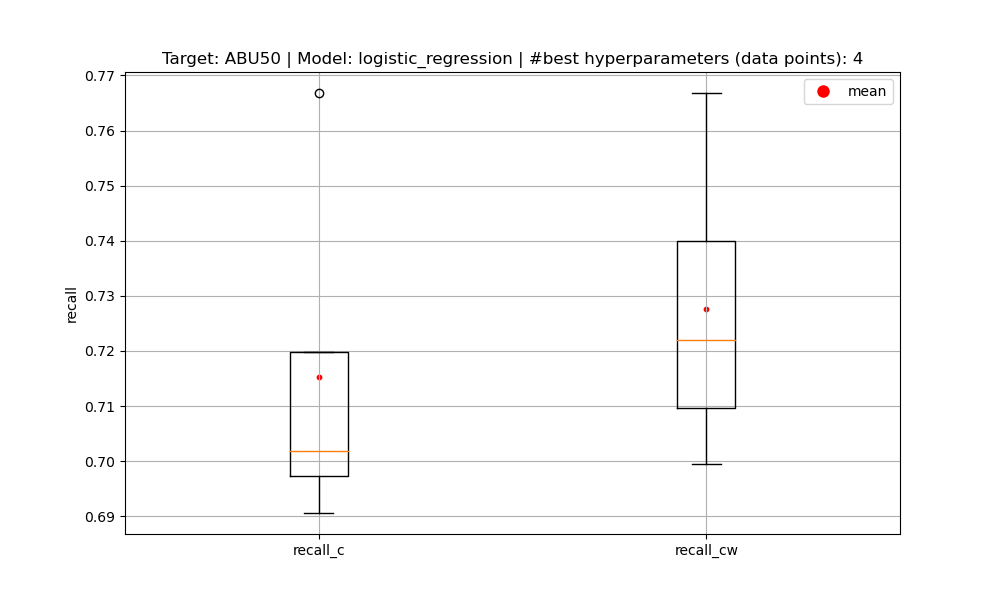 Target: ABU50 | Model: logistic_regression | #best hyperparameters (data points): 4
mean
0.77
0.76
0.75
0.74
0.73
0.72
0.71
0.70
0.69
recall
recall_c
recall_cw